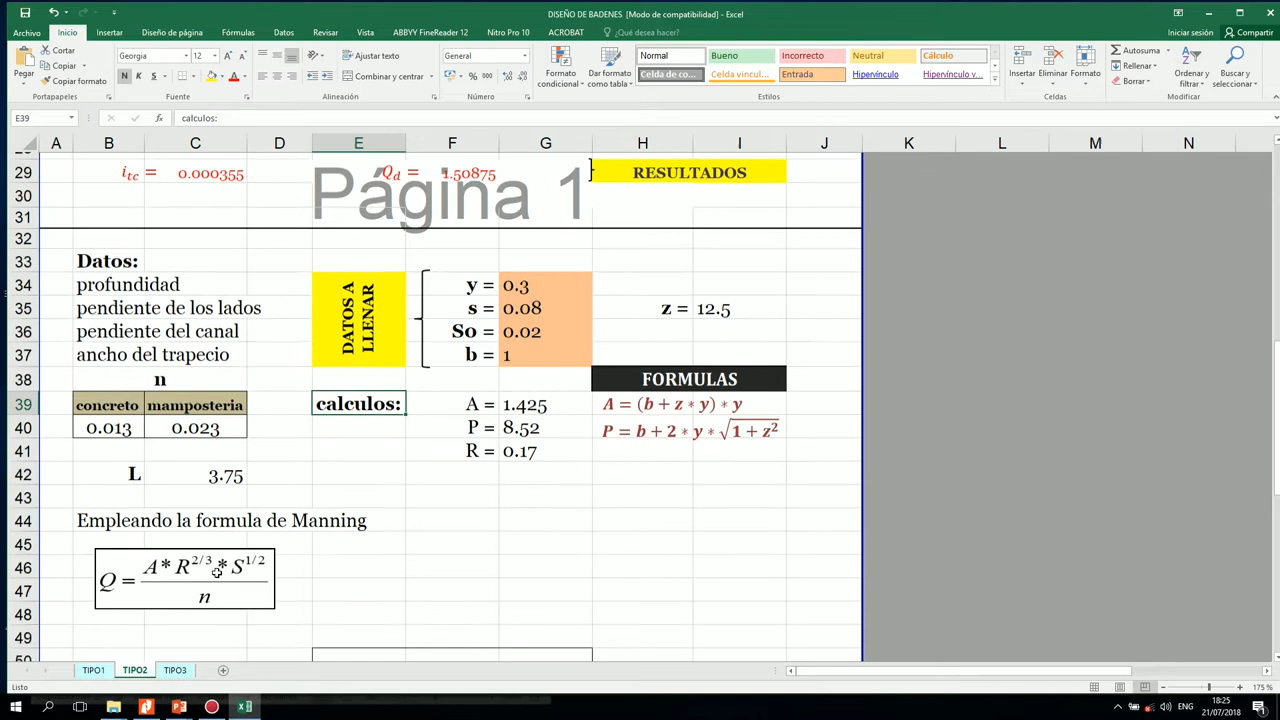 DISEÑO DE BADENES [Modo de compatibilidad] - Excel
Archivo Inicio Insertar Diseño de página Fórmulas Datos Revisar Vista ABBYY FineReader 12 Nitro Pro 10 ACROBAT ¿Qué desea hacer? Iniciar sesión Compartir
Pegar
Cortar
Copiar
Copiar formato
Portapapeles
Georgia 12
N K S
Fuente
Ajustar texto
Combinar y centrar
Alineación
General
% 000
Número
Formato condicional
Dar formato como tabla
Normal Bueno Incorrecto Neutral Cálculo
Celda de co... Celda vincul... Entrada Hipervínculo Hipervínculo v...
Estilos
Insertar Eliminar Formato
Celdas
Autosuma
Rellenar
Borrar
Ordenar y filtrar
Buscar y seleccionar
Modificar
E39 fx calculos:
A B C D E F G H I J K L M N
29 itc = 0.000355 Qd = 1.50875 RESULTADOS
Página 1
30
31
32
33 Datos:
34 profundidad y = 0.3
35 pendiente de los lados s = 0.08 z = 12.5
DATOS A LLENAR
36 pendiente del canal So = 0.02
37 ancho del trapecio b = 1
38 n FORMULAS
39 concreto mamposteria calculos: A = 1.425 A = (b + z * y) * y
40 0.013 0.023 P = 8.52 P = b + 2 * y * √1 + z²
41 R = 0.17
42 L 3.75
43
44 Empleando la formula de Manning
45
46
47
Q = A * R^2/3 * S^1/2 / n
48
49
50
TIPO1 TIPO2 TIPO3
Listo 175 %
ENG 18:25
21/07/2018